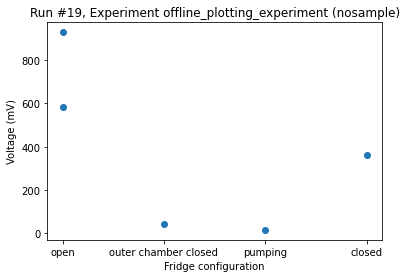 Run #19, Experiment offline_plotting_experiment (nosample)
Voltage (mV)
800
600
400
200
0
open outer chamber closed pumping closed
Fridge configuration